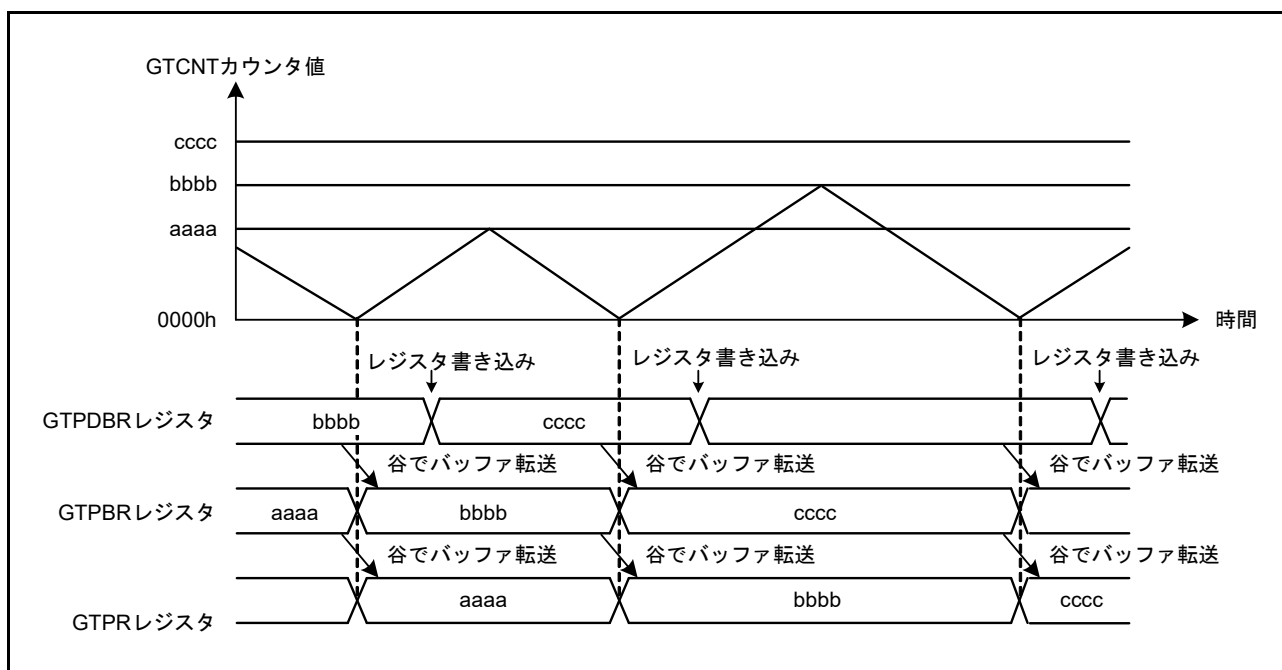 GTCNTカウンタ値
cccc
bbbb
aaaa
0000h
時間
レジスタ書き込み レジスタ書き込み レジスタ書き込み
GTPDBRレジスタ bbbb cccc
谷でバッファ転送 谷でバッファ転送 谷でバッファ転送
GTPBRレジスタ aaaa bbbb cccc
谷でバッファ転送 谷でバッファ転送 谷でバッファ転送
GTPRレジスタ aaaa bbbb cccc